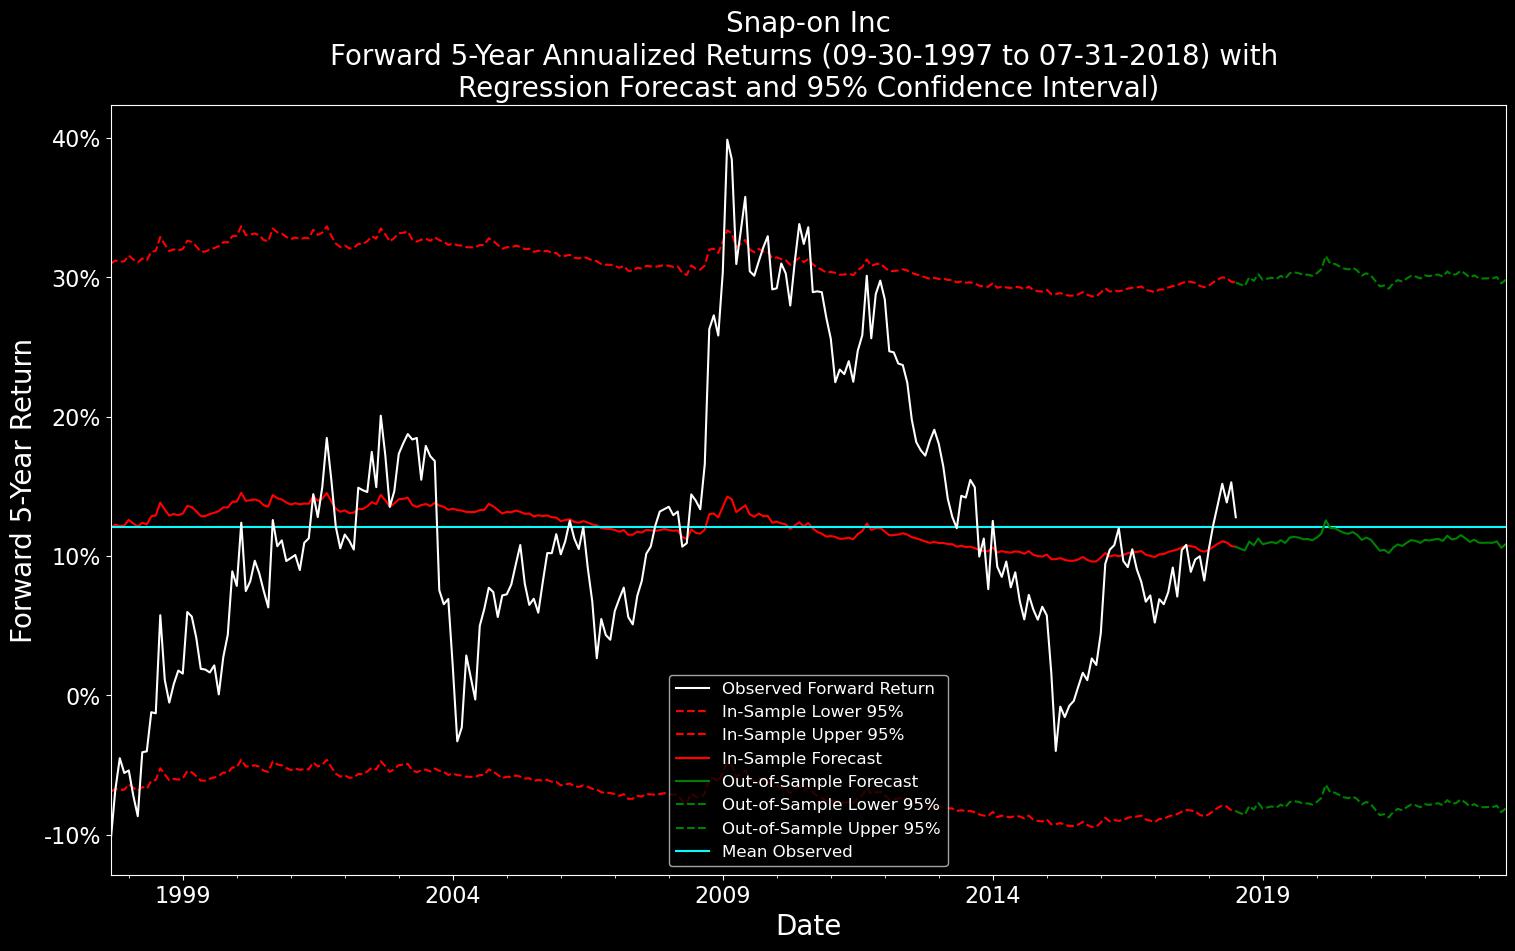 Snap-on Inc
Forward 5-Year Annualized Returns (09-30-1997 to 07-31-2018) with
Regression Forecast and 95% Confidence Interval)
Forward 5-Year Return
40%
30%
20%
10%
0%
-10%
Observed Forward Return
In-Sample Lower 95%
In-Sample Upper 95%
In-Sample Forecast
Out-of-Sample Forecast
Out-of-Sample Lower 95%
Out-of-Sample Upper 95%
Mean Observed
1999 2004 2009 2014 2019
Date